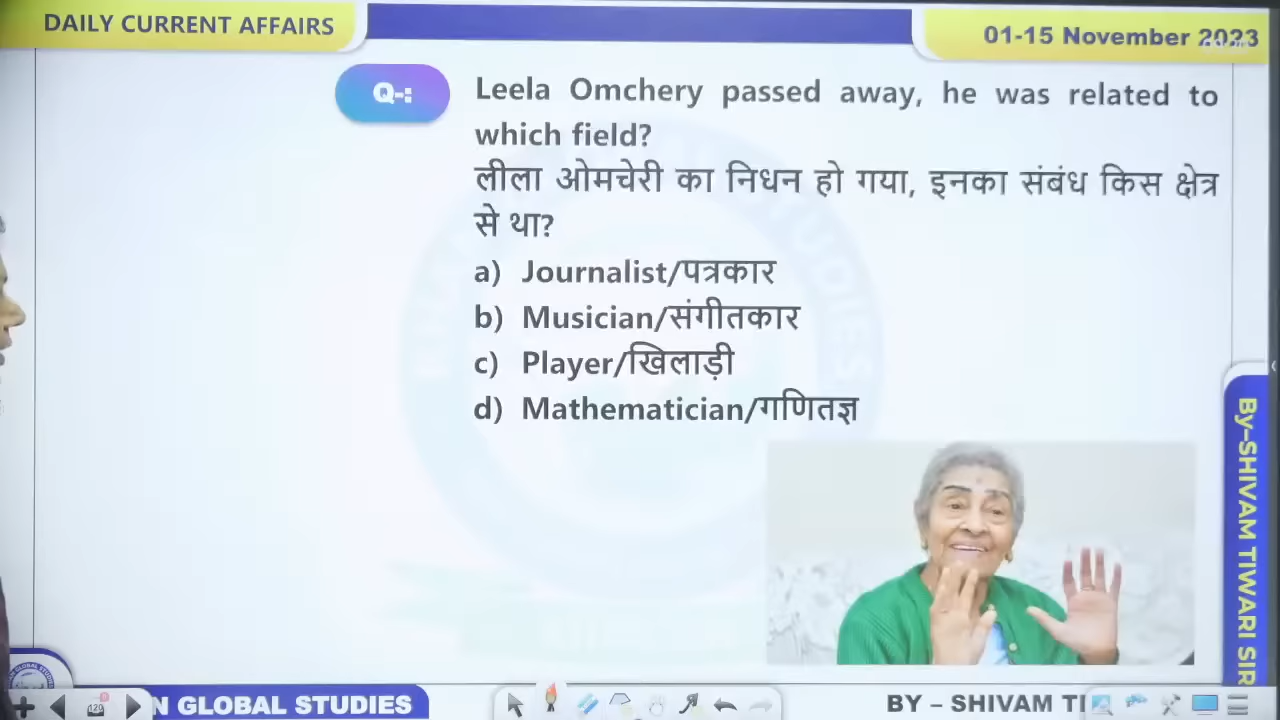 DAILY CURRENT AFFAIRS
01-15 November 2023
Q-:
Leela Omchery passed away, he was related to
which field?
लीला ओमचेरी का निधन हो गया, इनका संबंध किस क्षेत्र
से था?
a) Journalist/पत्रकार
b) Musician/संगीतकार
c) Player/खिलाड़ी
d) Mathematician/गणितज्ञ
By-SHIVAM TIWARI SIR
N GLOBAL STUDIES
BY – SHIVAM TI